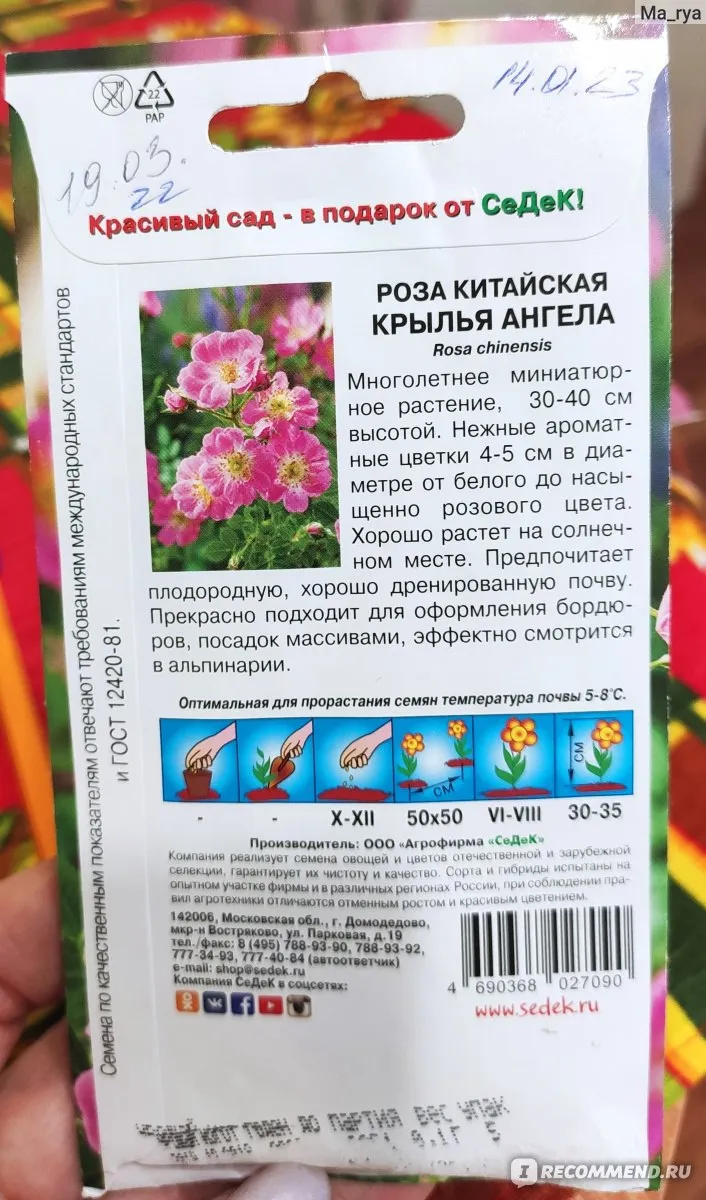 Ma_rya
14.01.23
22
PAP
19.03.
22
Красивый сад - в подарок от СеДеК!
РОЗА КИТАЙСКАЯ
КРЫЛЬЯ АНГЕЛА
Rosa chinensis
Многолетнее миниатюр-
ное растение, 30-40 см
высотой. Нежные аромат-
ные цветки 4-5 см в диа-
метре от белого до насы-
щенно розового цвета.
Хорошо растет на солнеч-
ном месте. Предпочитает
плодородную, хорошо дренированную почву.
Прекрасно подходит для оформления бордю-
ров, посадок массивами, эффектно смотрится
в альпинарии.
Семена по качественным показателям отвечают требованиям международных стандартов
и ГОСТ 12420-81.
Оптимальная для прорастания семян температура почвы 5-8°С.
см
см
- - X-XII 50x50 VI-VIII 30-35
Производитель: ООО «Агрофирма «СеДеК»
Компания реализует семена овощей и цветов отечественной и зарубежной
селекции, гарантирует их чистоту и качество. Сорта и гибриды испытаны на
опытном участке фирмы и в различных регионах России, при соблюдении пра-
вил агротехники отличаются отменным ростом и красивым цветением.
142006, Московская обл., г. Домодедово,
мкр-н Востряково, ул. Парковая, д.19
тел./факс: 8 (495) 788-93-90, 788-93-92,
777-34-93, 777-40-84 (автоответчик)
e-mail: shop@sedek.ru
Компания СеДеК в соцсетях:
4 690368 027090
www.sedek.ru
ГОДЕН ДО ПАРТИЯ ВЕС УПАК
IRECOMMEND.RU